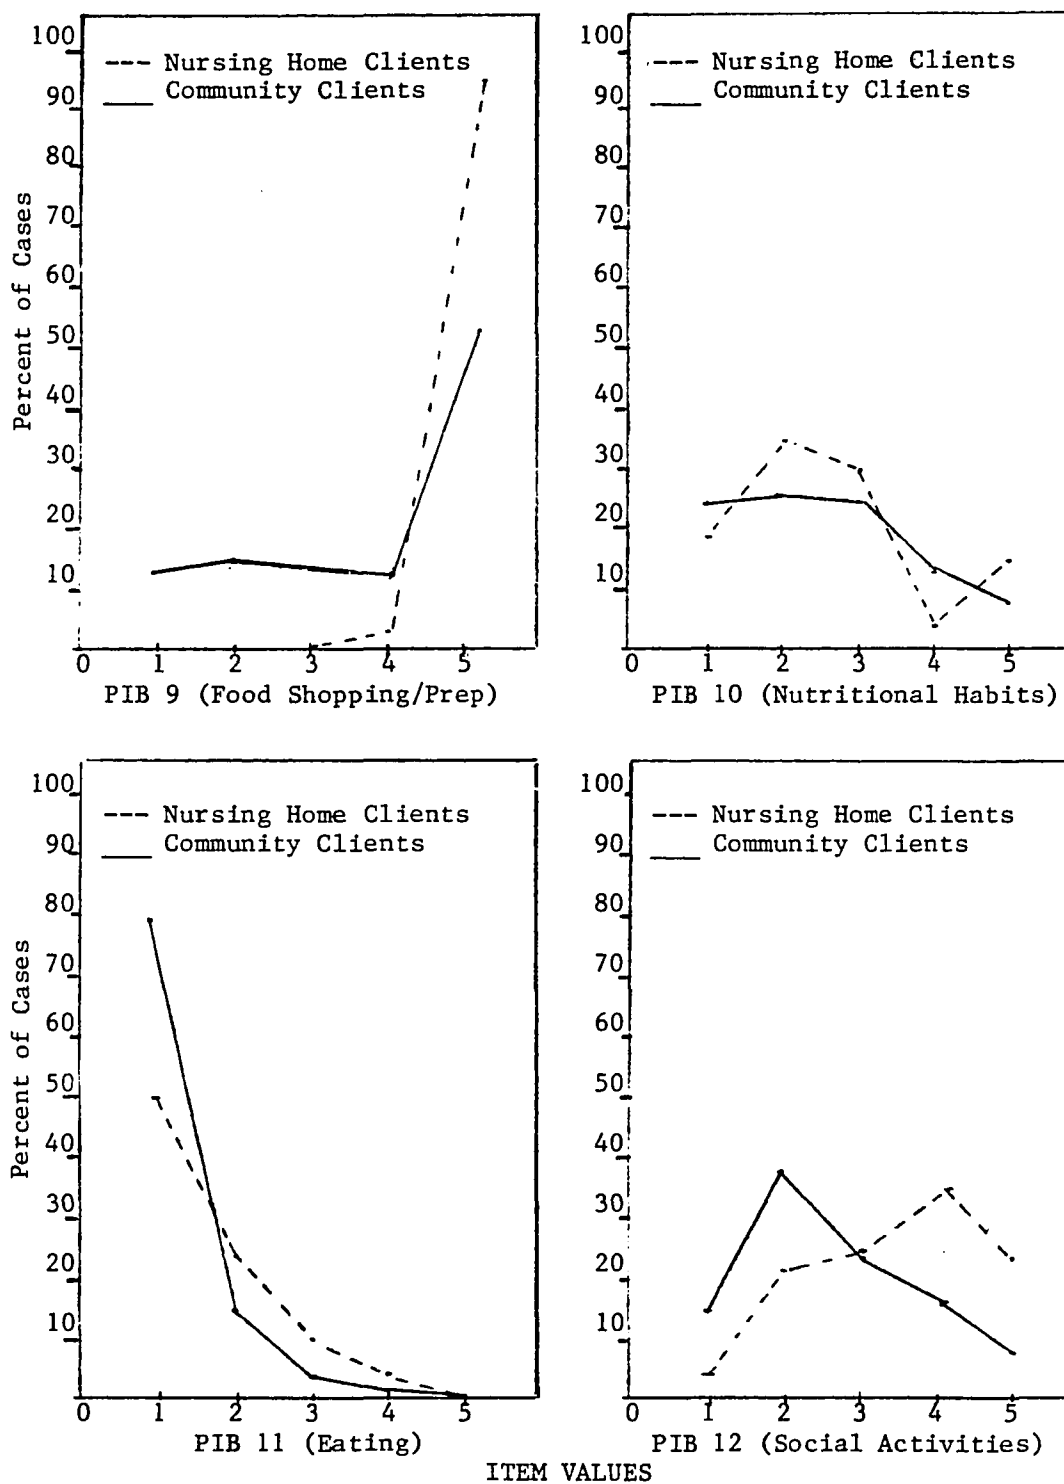 100
90
80
70
60
50
40
30
20
10
Percent of Cases
--- Nursing Home Clients
___ Community Clients
0 1 2 3 4 5
PIB 9 (Food Shopping/Prep)
100
90
80
70
60
50
40
30
20
10
--- Nursing Home Clients
___ Community Clients
0 1 2 3 4 5
PIB 10 (Nutritional Habits)
100
90
80
70
60
50
40
30
20
10
Percent of Cases
--- Nursing Home Clients
___ Community Clients
0 1 2 3 4 5
PIB 11 (Eating)
100
90
80
70
60
50
40
30
20
10
--- Nursing Home Clients
___ Community Clients
0 1 2 3 4 5
PIB 12 (Social Activities)
ITEM VALUES